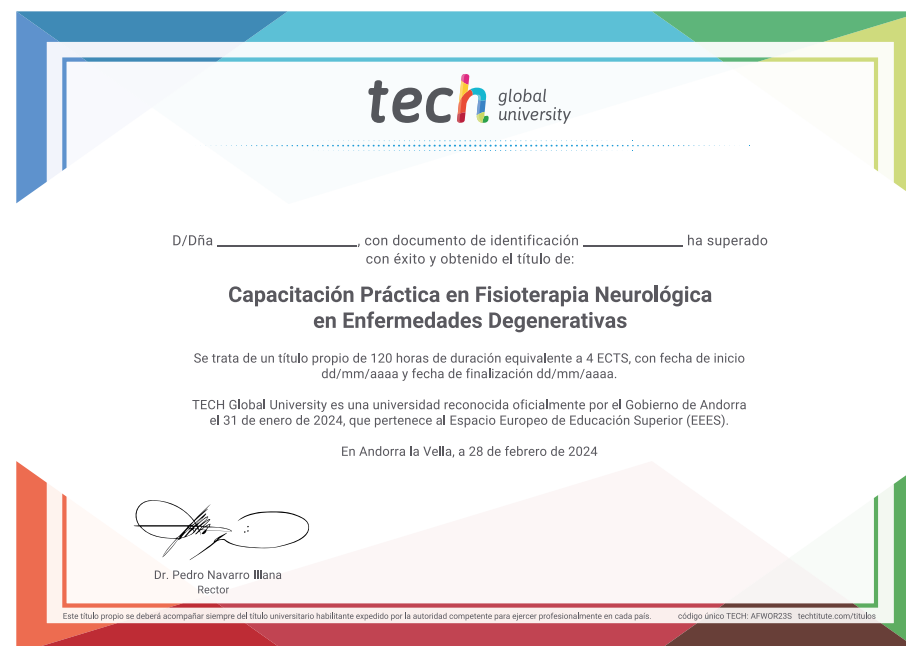 tech global university
D/Dña ____________________, con documento de identificación ______________ ha superado
con éxito y obtenido el título de:
Capacitación Práctica en Fisioterapia Neurológica
en Enfermedades Degenerativas
Se trata de un título propio de 120 horas de duración equivalente a 4 ECTS, con fecha de inicio
dd/mm/aaaa y fecha de finalización dd/mm/aaaa.
TECH Global University es una universidad reconocida oficialmente por el Gobierno de Andorra
el 31 de enero de 2024, que pertenece al Espacio Europeo de Educación Superior (EEES).
En Andorra la Vella, a 28 de febrero de 2024
Dr. Pedro Navarro Illana
Rector
Este título propio se deberá acompañar siempre del título universitario habilitante expedido por la autoridad competente para ejercer profesionalmente en cada país. código único TECH: AFWOR23S techtitute.com/titulos